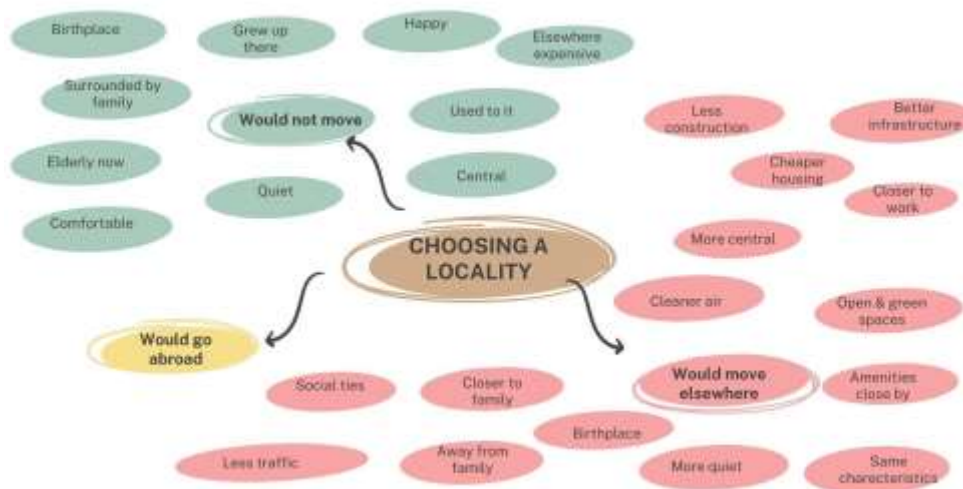 Birthplace
Grew up
there
Happy
Elsewhere
expensive
Surrounded by
family
Would not move
Used to it
Elderly now
Quiet
Central
Comfortable
CHOOSING A
LOCALITY
Less
construction
Better
infrastructure
Cheaper
housing
Closer to
work
More central
Cleaner air
Open & green
spaces
Would go
abroad
Would move
elsewhere
Amenities
close by
Social ties
Closer to
family
Birthplace
Less traffic
Away from
family
More quiet
Same
characteristics